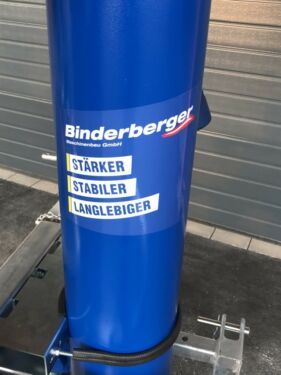 Binderberger
Maschinenbau GmbH
STÄRKER
STABILER
LANGLEBIGER